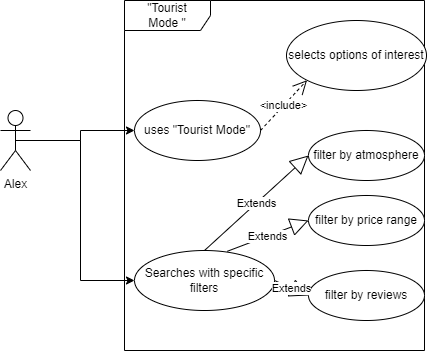 "Tourist
Mode "
selects options of interest
<include>
uses "Tourist Mode"
filter by atmosphere
Alex
Extends
filter by price range
Extends
Searches with specific
filters
Extends
filter by reviews